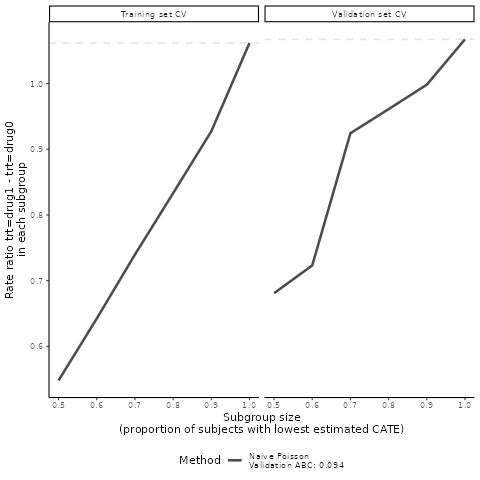 Training set CV
Validation set CV
Rate ratio trt=drug1 - trt=drug0
in each subgroup
1.0
0.9
0.8
0.7
0.6
0.5 0.6 0.7 0.8 0.9 1.0
0.5 0.6 0.7 0.8 0.9 1.0
Subgroup size
(proportion of subjects with lowest estimated CATE)
Method
Naive Poisson
Validation ABC: 0.094